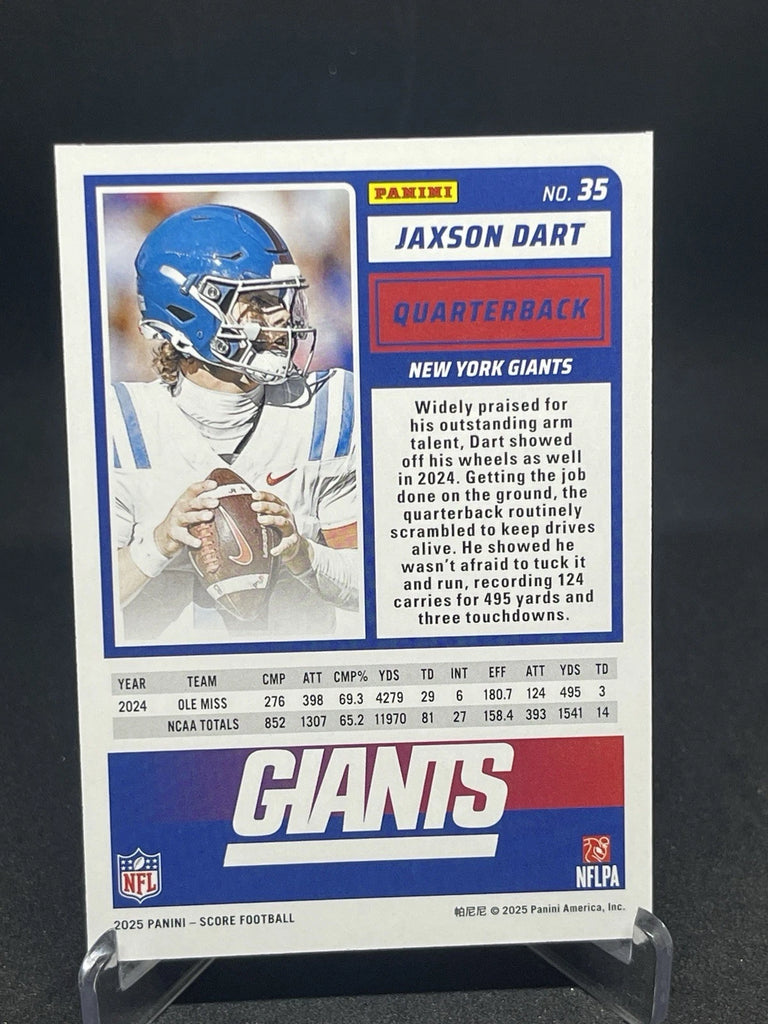 PANINI
NO. 35
JAXSON DART
QUARTERBACK
NEW YORK GIANTS
Widely praised for
his outstanding arm
talent, Dart showed
off his wheels as well
in 2024. Getting the job
done on the ground, the
quarterback routinely
scrambled to keep drives
alive. He showed he
wasn't afraid to tuck it
and run, recording 124
carries for 495 yards and
three touchdowns.
YEAR TEAM CMP ATT CMP% YDS TD INT EFF ATT YDS TD
2024 OLE MISS 276 398 69.3 4279 29 6 180.7 124 495 3
NCAA TOTALS 852 1307 65.2 11970 81 27 158.4 393 1541 14
GIANTS
NFL
NFLPA
2025 PANINI – SCORE FOOTBALL
帕尼尼 © 2025 Panini America, Inc.